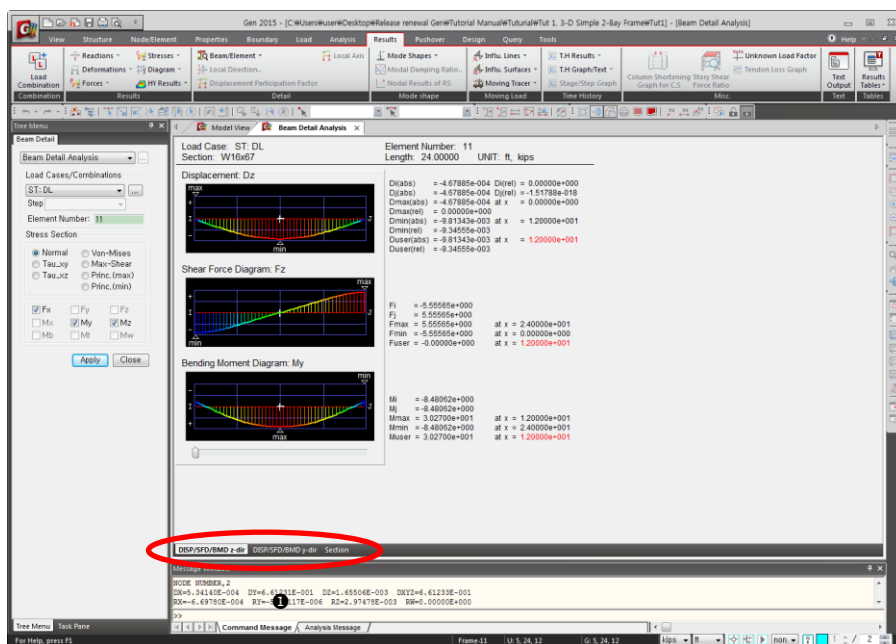 Gen 2015 - [C:\Users\user\Desktop\Release renewal Gen\Tutorial Manual\Tutorial\Tut 1. 3-D Simple 2-Bay Frame\Tut1] - [Beam Detail Analysis]
View Structure Node/Element Properties Boundary Load Analysis Results Pushover Design Query Tools Help
Load Combination
Reactions Stresses
Deformations Diagram
Forces HY Results
Beam/Element Local Axis
Local Direction..
Displacement Participation Factor
Mode Shapes
Modal Damping Ratio..
Nodal Results of RS
Influ. Lines
Influ. Surfaces
Moving Tracer
T.H Results
T.H Graph/Text
Stage/Step Graph
Column Shortening Graph for C.S
Story Shear Force Ratio
Unknown Load Factor
Tendon Loss Graph
Text Output
Results Tables
Combination Results Detail Mode shape Moving Load Time History Misc. Text Tables
Tree Menu
Beam Detail
Beam Detail Analysis
Load Cases/Combinations
ST: DL
Step
Element Number: 11
Stress Section
Normal Von-Mises
Tau_xy Max-Shear
Tau_xz Princ,(max)
Princ,(min)
Fx Fy Fz
Mx My Mz
Mb Mt Mw
Apply Close
Model View Beam Detail Analysis
Load Case: ST: DL Element Number: 11
Section: W16x67 Length: 24.00000 UNIT: ft, kips
Displacement: Dz
max
+
I J
-
min
Di(abs) = -4.67885e-004 Di(rel) = 0.00000e+000
Dj(abs) = -4.67885e-004 Dj(rel) = -1.51788e-018
Dmax(abs) = -4.67885e-004 at x = 0.00000e+000
Dmax(rel) = 0.00000e+000
Dmin(abs) = -9.81343e-003 at x = 1.20000e+001
Dmin(rel) = -9.34555e-003
Duser(abs) = -9.81343e-003 at x = 1.20000e+001
Duser(rel) = -9.34555e-003
Shear Force Diagram: Fz
max
+
I J
-
min
Fi = -5.55565e+000
Fj = 5.55565e+000
Fmax = 5.55565e+000 at x = 2.40000e+001
Fmin = -5.55565e+000 at x = 0.00000e+000
Fuser = -0.00000e+000 at x = 1.20000e+001
Bending Moment Diagram: My
min
-
I J
+
max
Mi = -8.48062e+000
Mj = -8.48062e+000
Mmax = 3.02700e+001 at x = 1.20000e+001
Mmin = -8.48062e+000 at x = 2.40000e+001
Muser = 3.02700e+001 at x = 1.20000e+001
DISP/SFD/BMD z-dir DISP/SFD/BMD y-dir Section
Message Window
NODE NUMBER,2
DX=5.34140E-004 DY=6.61231E-001 DZ=1.65506E-003 DXYZ=6.61233E-001
RX=-6.69780E-004 117E-006 RZ=2.97478E-003 RW=0.00000E+000
1
>>
Tree Menu Task Pane Command Message Analysis Message
For Help, press F1 Frame-11 U: 5, 24, 12 G: 5, 24, 12 kips ft non 2